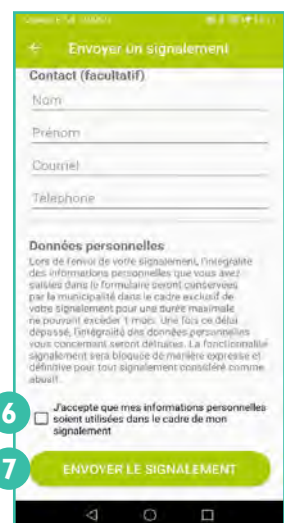 Envoyer un signalement
Contact (facultatif)
Nom
Prénom
Courriel
Téléphone
Données personnelles
Lors de l'envoi de votre signalement, l'intégralité
des informations personnelles que vous avez
saisies dans le formulaire seront conservées
par la municipalité dans le cadre exclusif de
votre signalement pour une durée maximale
ne pouvant excéder 1 mois. Une fois ce délai
dépassé, l'intégralité des données personnelles
vous concernant seront détruites. La fonctionnalité
signalement sera bloquée de manière expresse et
définitive pour tout signalement considéré comme
abusif.
6
J'accepte que mes informations personnelles
soient utilisées dans le cadre de mon
signalement
7
ENVOYER LE SIGNALEMENT